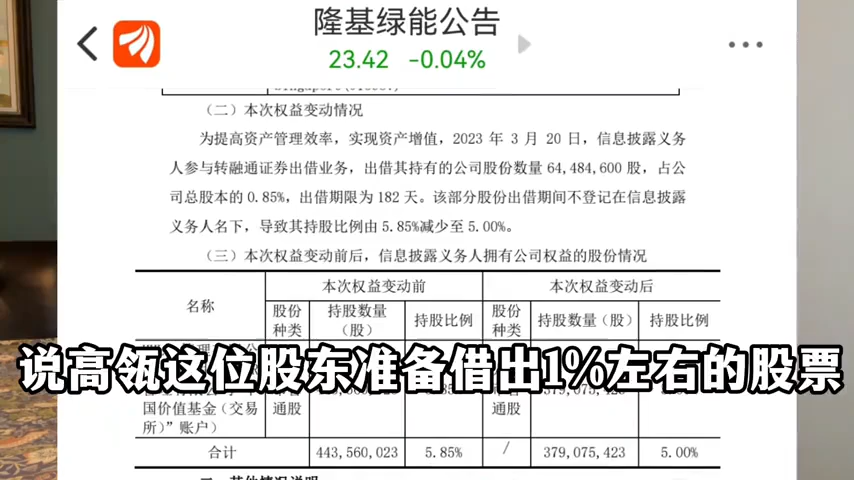 隆基绿能公告
23.42 -0.04%
（二）本次权益变动情况
为提高资产管理效率，实现资产增值，2023 年 3 月 20 日，信息披露义务
人参与转融通证券出借业务，出借其持有的公司股份数量 64,484,600 股，占公
司总股本的 0.85%，出借期限为 182 天。该部分股份出借期间不登记在信息披露
义务人名下，导致其持股比例由 5.85%减少至 5.00%。
（三）本次权益变动前后，信息披露义务人拥有公司权益的股份情况
名称 本次权益变动前 本次权益变动后
股份种类 持股数量（股） 持股比例 股份种类 持股数量（股） 持股比例
说高瓴这位股东准备借出1%左右的股票
国价值基金（交易 通股 通股
所）”账户）
合计 443,560,023 5.85% / 379,075,423 5.00%